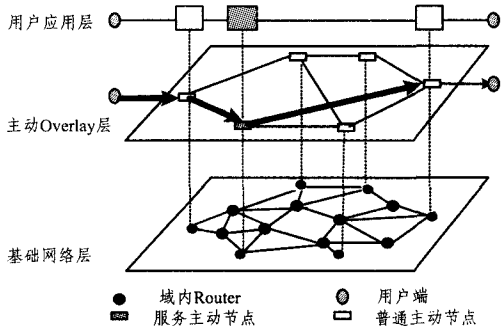 用户应用层
主动Overlay层
基础网络层
域内Router
用户端
服务主动节点
普通主动节点